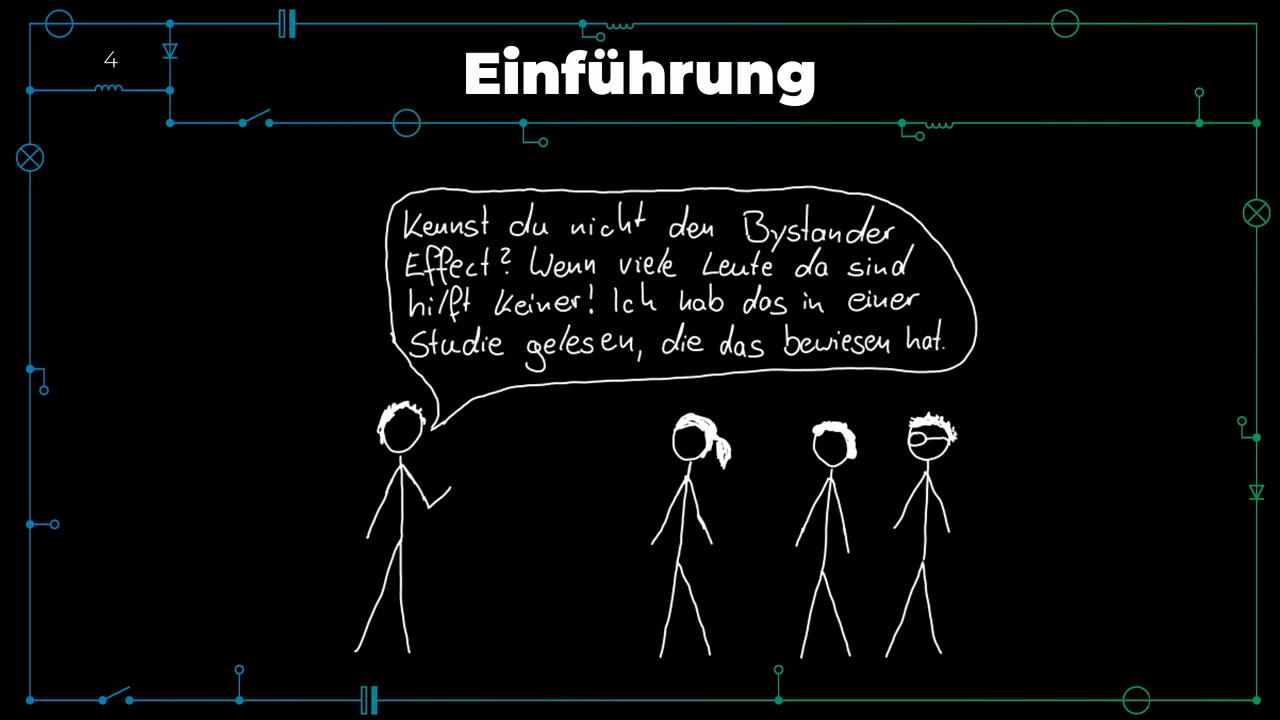 4
Einführung
Kennst du nicht den Bystander
Effect? Wenn viele Leute da sind
hilft keiner! Ich hab das in einer
Studie gelesen, die das bewiesen hat.